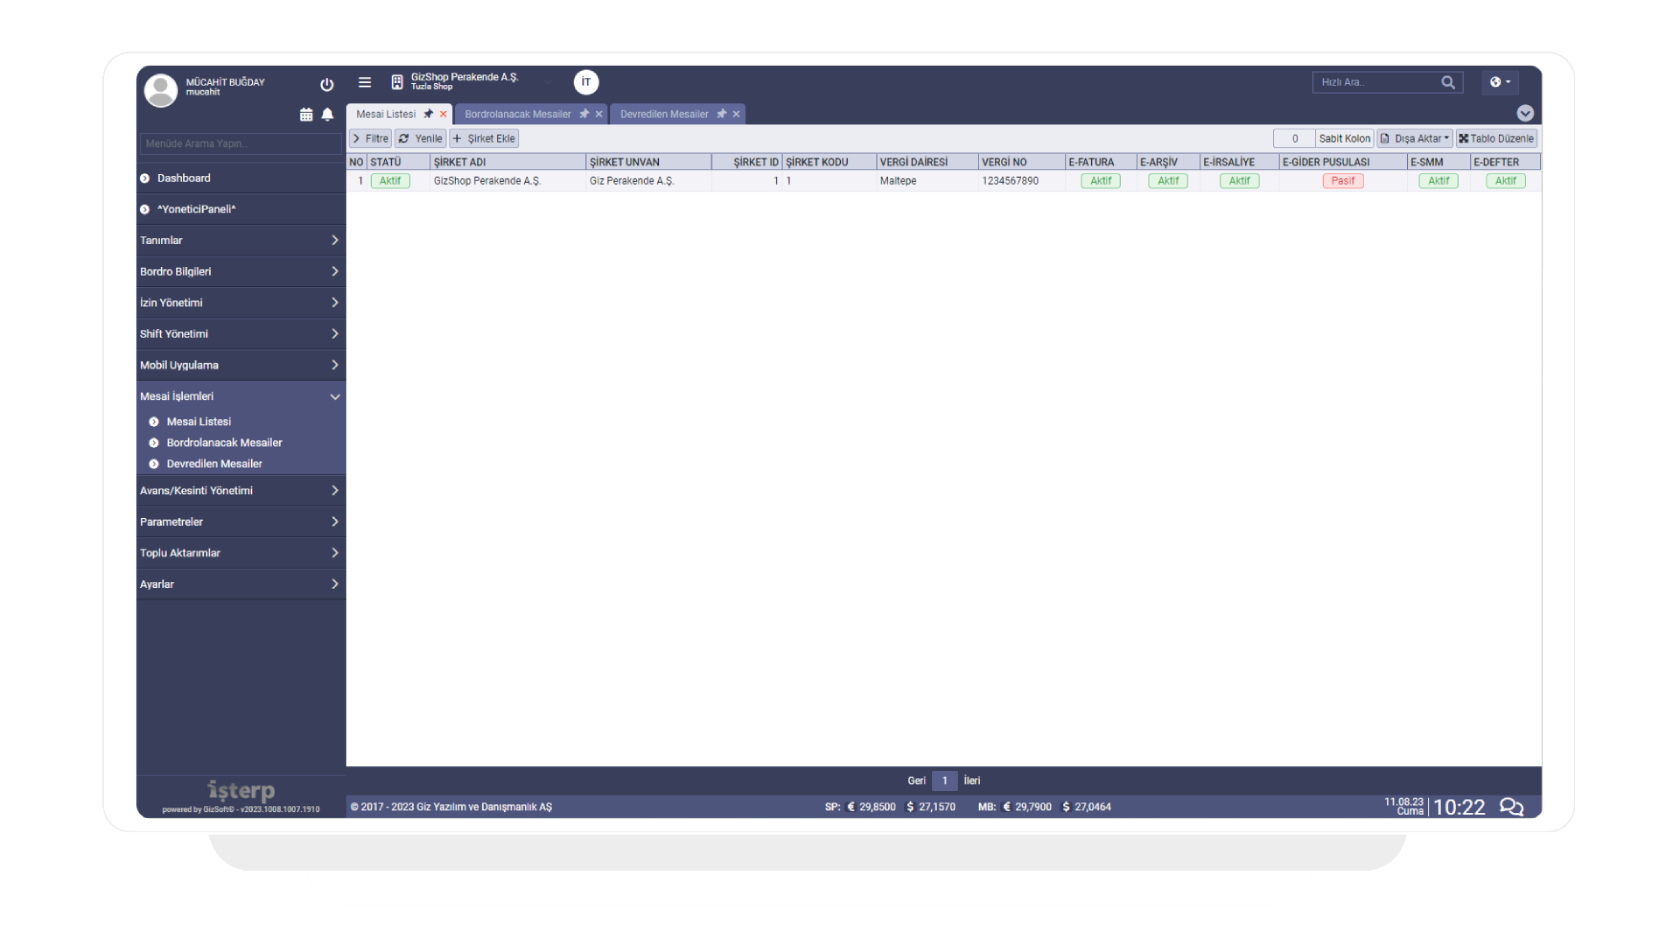 MÜCAHİT BUĞDAY
mucahit
GizShop Perakende A.Ş.
Tuzla Shop
İT
Hızlı Ara..
Mesai Listesi
Bordrolanacak Mesailer
Devredilen Mesailer
Menüde Arama Yapın..
Filtre
Yenile
+ Şirket Ekle
0 Sabit Kolon
Dışa Aktar
Tablo Düzenle
NO STATÜ ŞİRKET ADI ŞİRKET UNVAN ŞİRKET ID ŞİRKET KODU VERGİ DAİRESİ VERGİ NO E-FATURA E-ARŞİV E-İRSALİYE E-GİDER PUSULASI E-SMM E-DEFTER
1 Aktif GizShop Perakende A.Ş. Giz Perakende A.Ş. 1 1 Maltepe 1234567890 Aktif Aktif Aktif Pasif Aktif Aktif
Dashboard
*YoneticiPaneli*
Tanımlar
Bordro Bilgileri
İzin Yönetimi
Shift Yönetimi
Mobil Uygulama
Mesai İşlemleri
Mesai Listesi
Bordrolanacak Mesailer
Devredilen Mesailer
Avans/Kesinti Yönetimi
Parametreler
Toplu Aktarımlar
Ayarlar
işterp
powered by GizSoft® - v2023.1008.1007.1910
Geri 1 İleri
© 2017 - 2023 Giz Yazılım ve Danışmanlık AŞ
SP: € 29,8500 $ 27,1570 MB: € 29,7900 $ 27,0464
11.08.23
Cuma
10:22